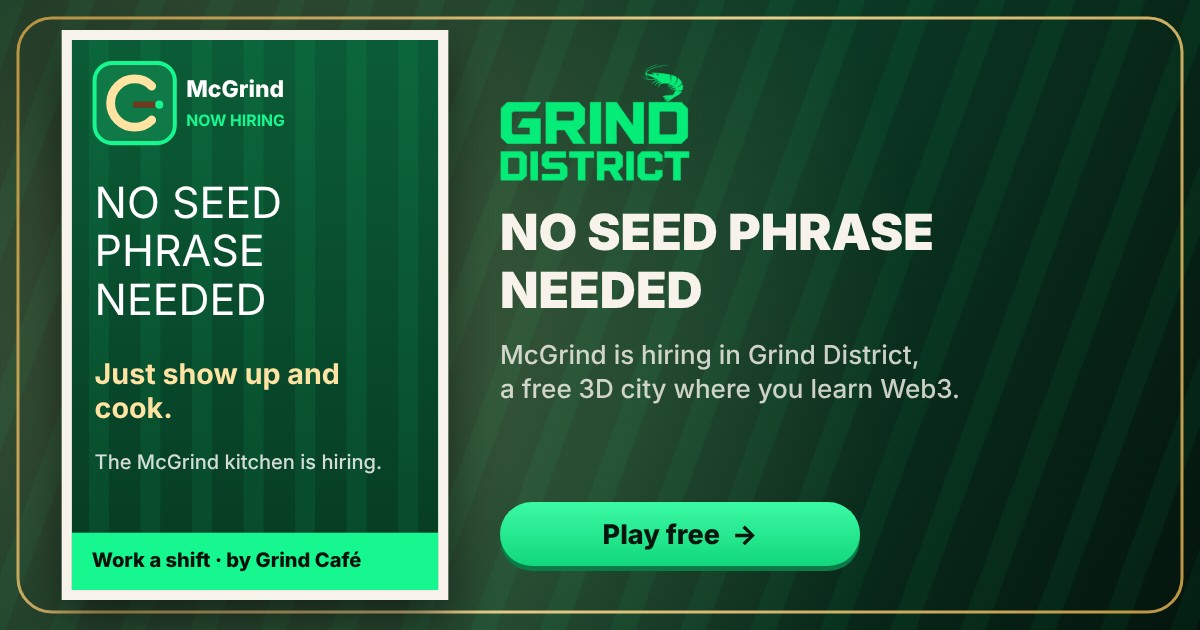 McGrind
NOW HIRING
NO SEED
PHRASE
NEEDED
Just show up and
cook.
The McGrind kitchen is hiring.
Work a shift · by Grind Café
GRIND
DISTRICT
NO SEED PHRASE
NEEDED
McGrind is hiring in Grind District,
a free 3D city where you learn Web3.
Play free →